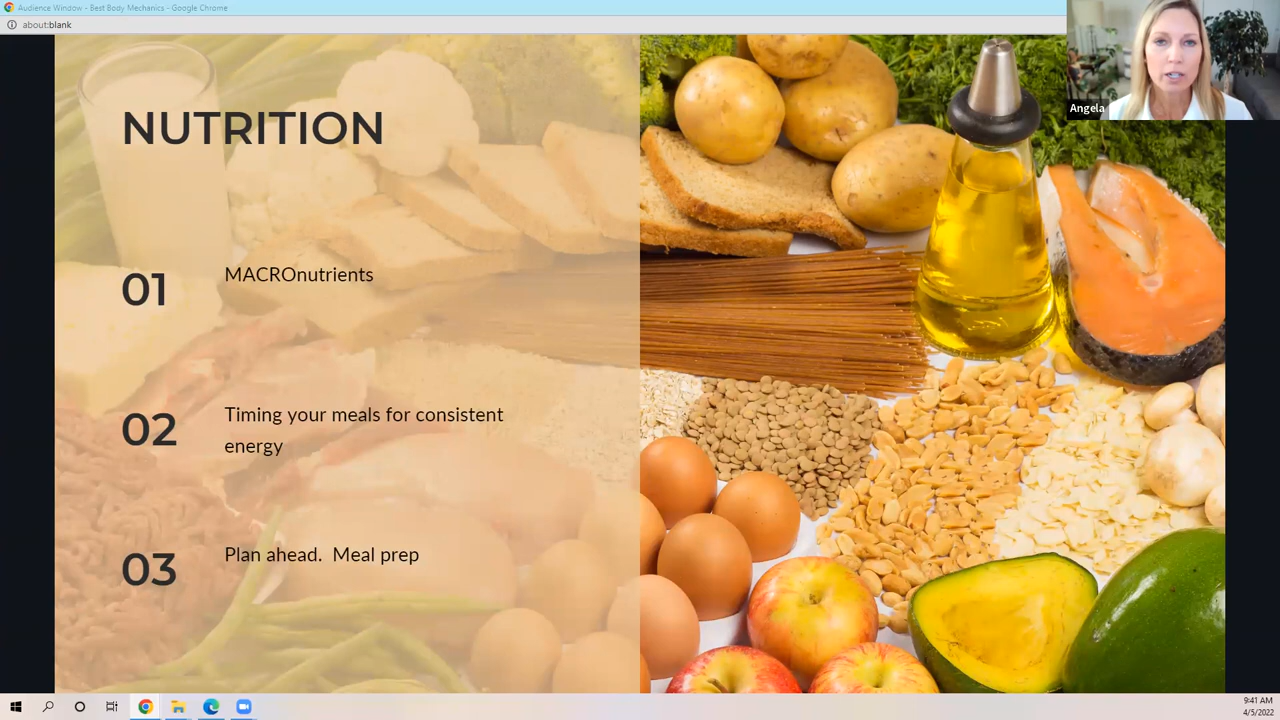 Audience Window - Best Body Mechanics - Google Chrome
about:blank
Angela
NUTRITION
01
MACROnutrients
02
Timing your meals for consistent
energy
03
Plan ahead.  Meal prep
9:41 AM
4/5/2022